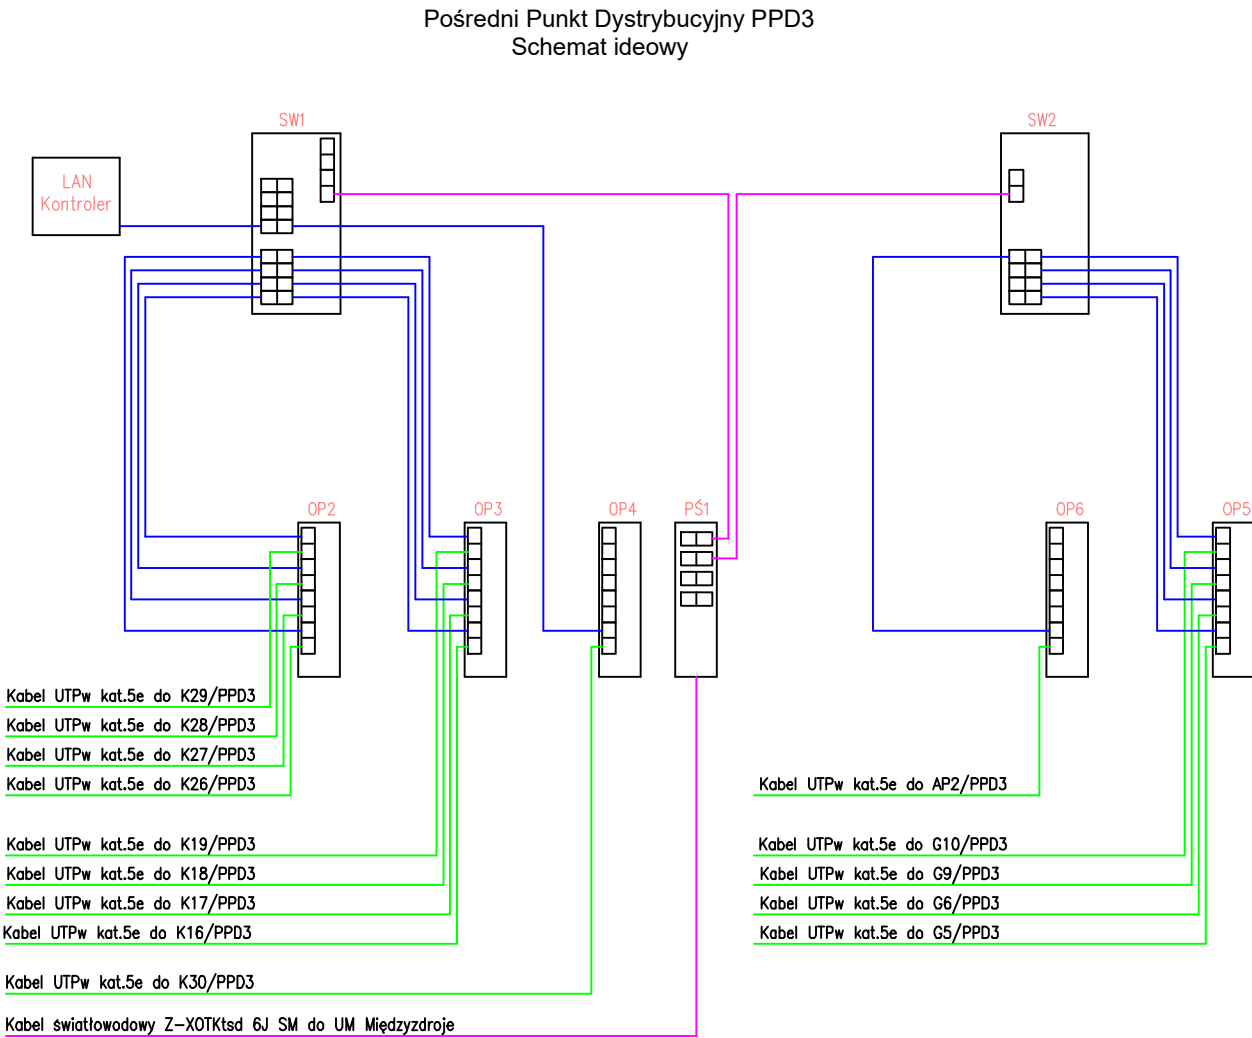 Pośredni Punkt Dystrybucyjny PPD3
Schemat ideowy
SW1
SW2
LAN
Kontroler
OP2
OP3
OP4
PŚ1
OP6
OP5
Kabel UTPw kat.5e do K29/PPD3
Kabel UTPw kat.5e do K28/PPD3
Kabel UTPw kat.5e do K27/PPD3
Kabel UTPw kat.5e do K26/PPD3
Kabel UTPw kat.5e do AP2/PPD3
Kabel UTPw kat.5e do K19/PPD3
Kabel UTPw kat.5e do K18/PPD3
Kabel UTPw kat.5e do K17/PPD3
Kabel UTPw kat.5e do K16/PPD3
Kabel UTPw kat.5e do G10/PPD3
Kabel UTPw kat.5e do G9/PPD3
Kabel UTPw kat.5e do G6/PPD3
Kabel UTPw kat.5e do G5/PPD3
Kabel UTPw kat.5e do K30/PPD3
Kabel światłowodowy Z-XOTKtsd 6J SM do UM Międzyzdroje